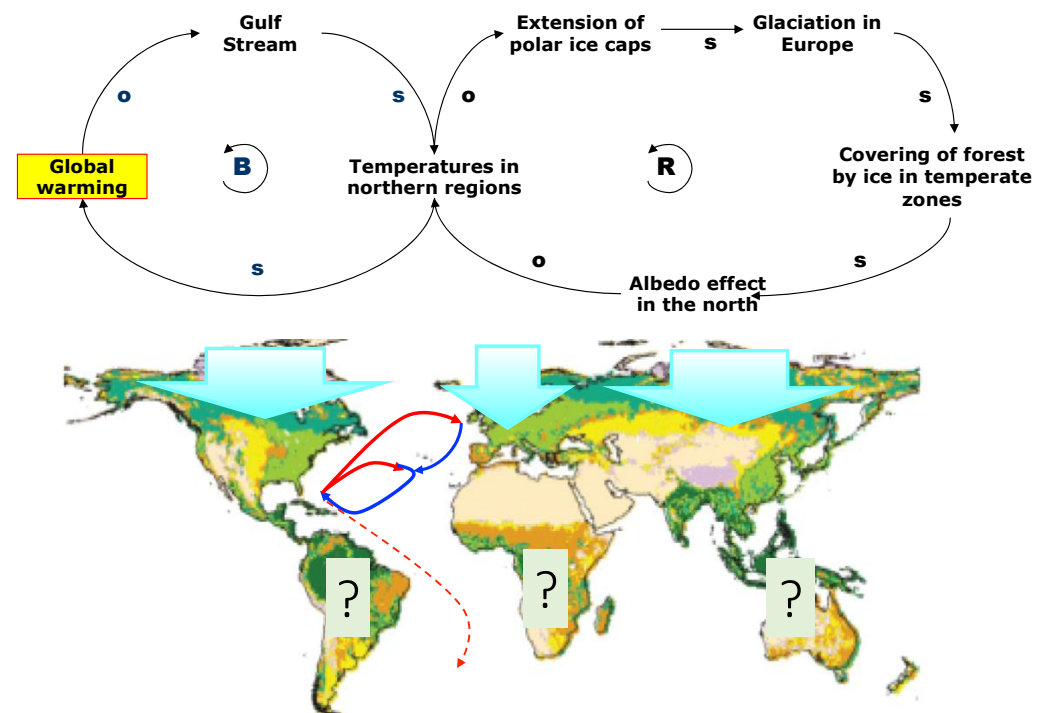 Gulf
Stream
Extension of
polar ice caps
s
Glaciation in
Europe
o
s
o
s
Global
warming
B
Temperatures in
northern regions
R
Covering of forest
by ice in temperate
zones
s
o
s
Albedo effect
in the north
?
?
?